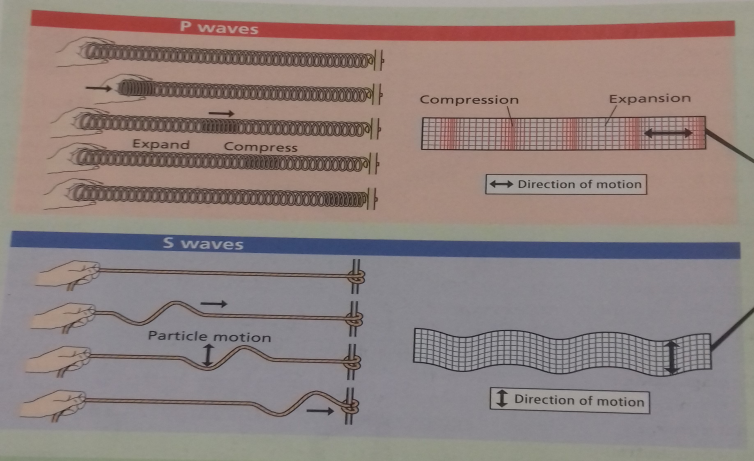 P waves
Compression
Expansion
Expand
Compress
Direction of motion
S waves
Particle motion
Direction of motion